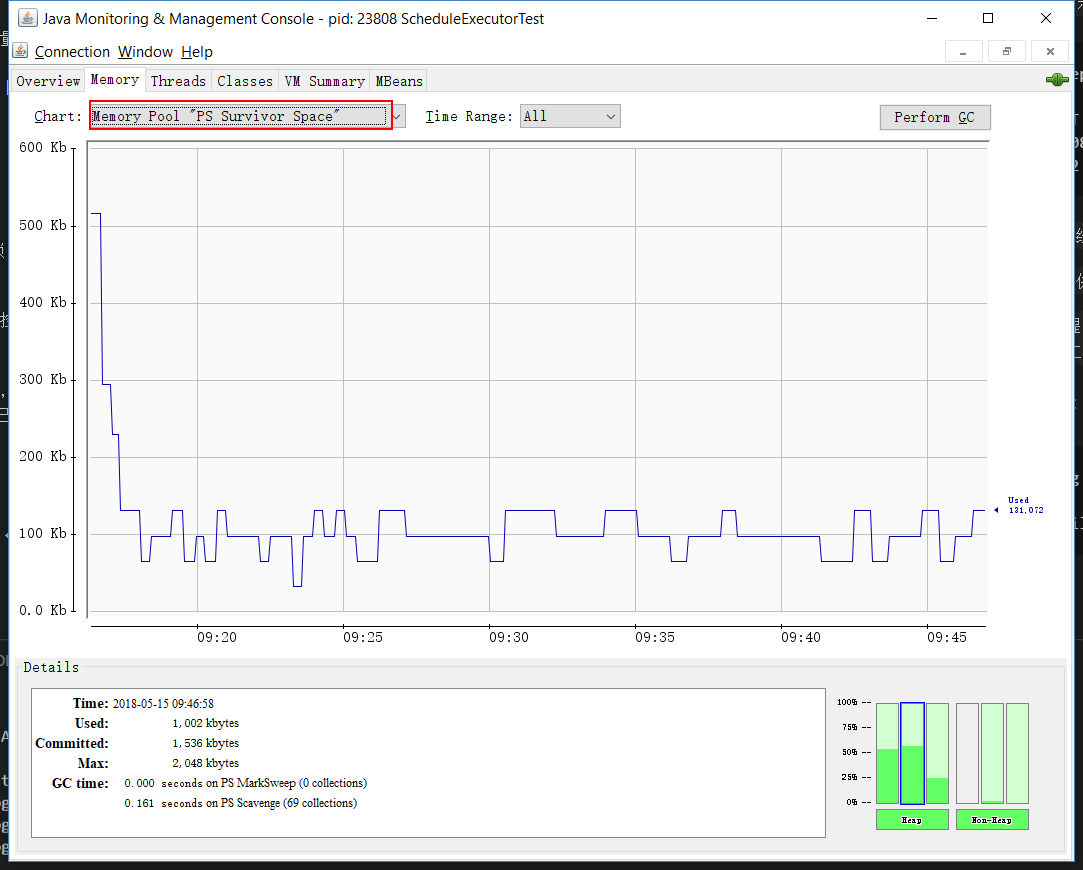 Java Monitoring & Management Console - pid: 23808 ScheduleExecutorTest
Connection Window Help
Overview Memory Threads Classes VM Summary MBeans
Chart: Memory Pool "PS Survivor Space" Time Range: All Perform GC
600 Kb
500 Kb
400 Kb
300 Kb
200 Kb
100 Kb
0.0 Kb
Used
131,072
09:20 09:25 09:30 09:35 09:40 09:45
Details
Time: 2018-05-15 09:46:58
Used: 1,002 kbytes
Committed: 1,536 kbytes
Max: 2,048 kbytes
GC time: 0.000 seconds on PS MarkSweep (0 collections)
0.161 seconds on PS Scavenge (69 collections)
100% --
75% --
50% --
25% --
0% --
Heap Non-Heap